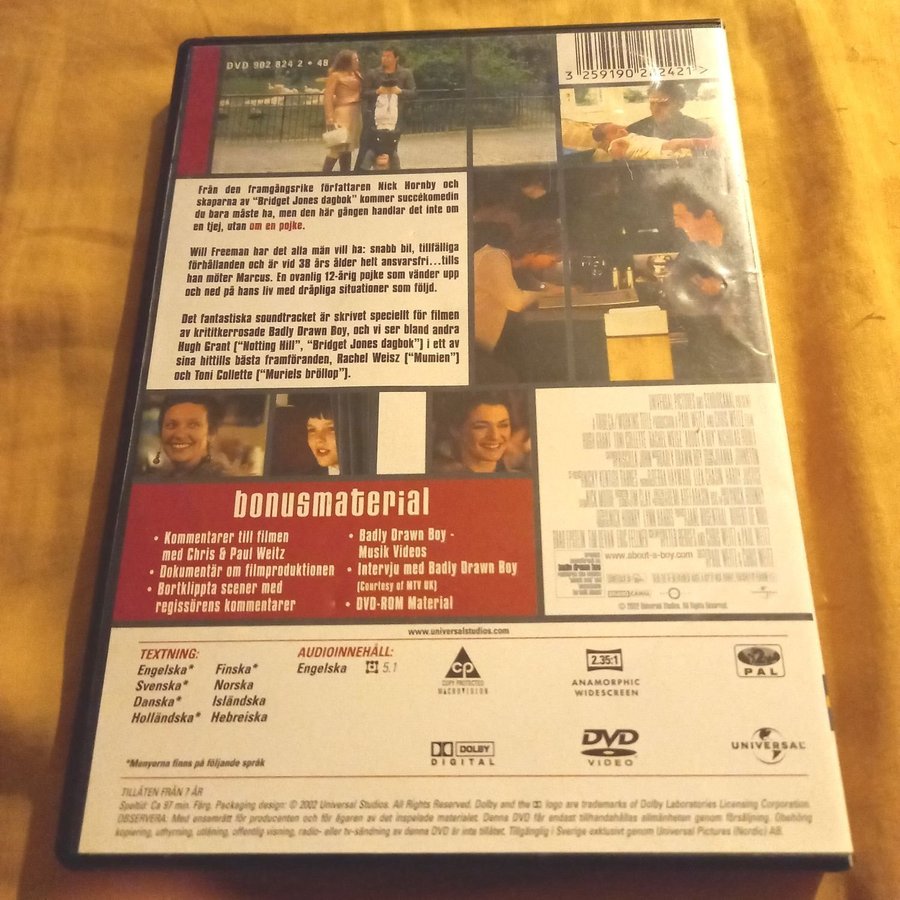 DVD 902 824 2 • 48
Från den framgångsrike författaren Nick Hornby och
skaparna av "Bridget Jones dagbok" kommer succékomedin
du bara måste ha, men den här gången handlar det inte om
en tjej, utan om en pojke.
Will Freeman har det alla män vill ha: snabb bil, tillfälliga
förhållanden och är vid 38 års ålder helt ansvarsfri...tills
han möter Marcus. En ovanlig 12-årig pojke som vänder upp
och ned på hans liv med dråpliga situationer som följd.
Det fantastiska soundtracket är skrivet speciellt för filmen
av krititkerrosade Badly Drawn Boy, och vi ser bland andra
Hugh Grant ("Notting Hill", "Bridget Jones dagbok") i ett av
sina hittills bästa framföranden, Rachel Weisz ("Mumien")
och Toni Collette ("Muriels bröllop").
bonusmaterial
• Kommentarer till filmen
med Chris & Paul Weitz
• Dokumentär om filmproduktionen
• Bortklippta scener med
regissörens kommentarer
• Badly Drawn Boy -
Musik Videos
• Intervju med Badly Drawn Boy
(Courtesy of MTV UK)
• DVD-ROM Material
UNIVERSAL PICTURES
www.about-a-boy.com
© 2002 Universal Studios. All Rights Reserved.
www.universalstudios.com
TEXTNING:
Engelska* Finska*
Svenska* Norska
Danska* Isländska
Holländska* Hebreiska
*Menyerna finns på följande språk
AUDIOINNEHÅLL:
Engelska 5.1
CP
COPY PROTECTED
MACROVISION
2.35:1
ANAMORPHIC
WIDESCREEN
2
PAL
DOLBY
DIGITAL
DVD
VIDEO
UNIVERSAL
TILLÅTEN FRÅN 7 ÅR
Speltid: Ca 97 min. Färg. Packaging design: © 2002 Universal Studios. All Rights Reserved. Dolby and the logo are trademarks of Dolby Laboratories Licensing Corporation.
OBSERVERA. Med ensamrätt för producenten och för ägaren av det inspelade materialet. Denna DVD får endast tillhandahållas allmänheten genom försäljning. Obehörig
kopiering, uthyrning, utlåning, offentlig visning, radio- eller tv-sändning av denna DVD är inte tillåtet. Tillgänglig i Sverige exklusivt genom Universal Pictures (Nordic) AB.